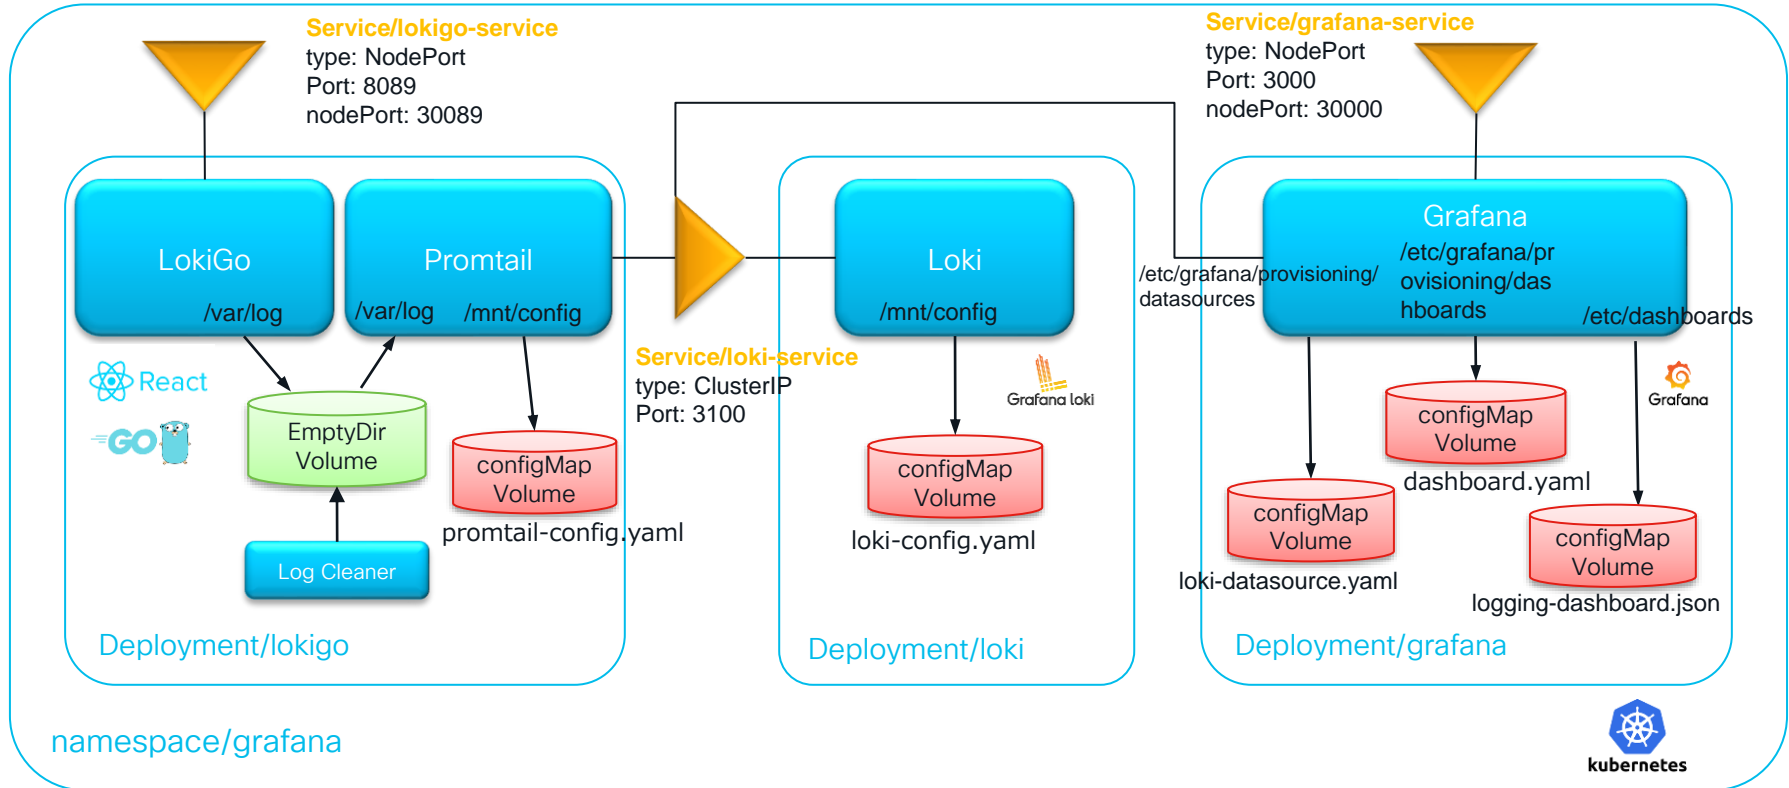 Service/lokigo-service
type: NodePort
Port: 8089
nodePort: 30089
Service/grafana-service
type: NodePort
Port: 3000
nodePort: 30000
LokiGo
/var/log
Promtail
/var/log
/mnt/config
Loki
/mnt/config
Grafana
/etc/grafana/provisioning/
datasources
/etc/grafana/pr
ovisioning/das
hboards
/etc/dashboards
Service/loki-service
type: ClusterIP
Port: 3100
React
GO
EmptyDir
Volume
configMap
Volume
promtail-config.yaml
Log Cleaner
Grafana loki
configMap
Volume
loki-config.yaml
Grafana
configMap
Volume
dashboard.yaml
configMap
Volume
loki-datasource.yaml
configMap
Volume
logging-dashboard.json
Deployment/lokigo
Deployment/loki
Deployment/grafana
namespace/grafana
kubernetes